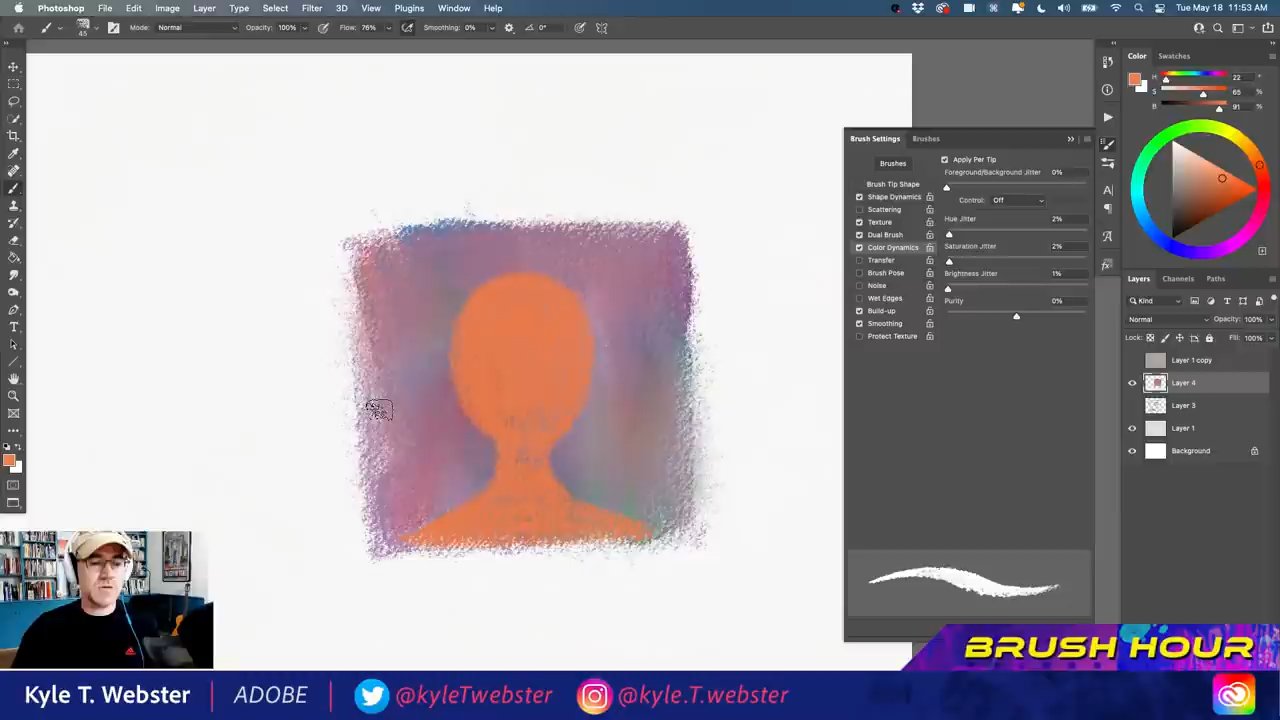 Photoshop File Edit Image Layer Type Select Filter 3D View Plugins Window Help
Tue May 18 11:53 AM
45
Mode: Normal
Opacity: 100%
Flow: 76%
Smoothing: 0%
0°
Brush Settings
Brushes
Brushes
Brush Tip Shape
Shape Dynamics
Scattering
Texture
Dual Brush
Color Dynamics
Transfer
Brush Pose
Noise
Wet Edges
Build-up
Smoothing
Protect Texture
Apply Per Tip
Foreground/Background Jitter 0%
Control: Off
Hue Jitter 2%
Saturation Jitter 2%
Brightness Jitter 1%
Purity 0%
Color Swatches
H 22 °
S 65 %
B 91 %
Layers Channels Paths
Kind
Normal Opacity: 100%
Lock: Fill: 100%
Layer 1 copy
Layer 4
Layer 3
Layer 1
Background
BRUSH HOUR
Kyle T. Webster | ADOBE | @kyleTwebster @kyle.T.webster